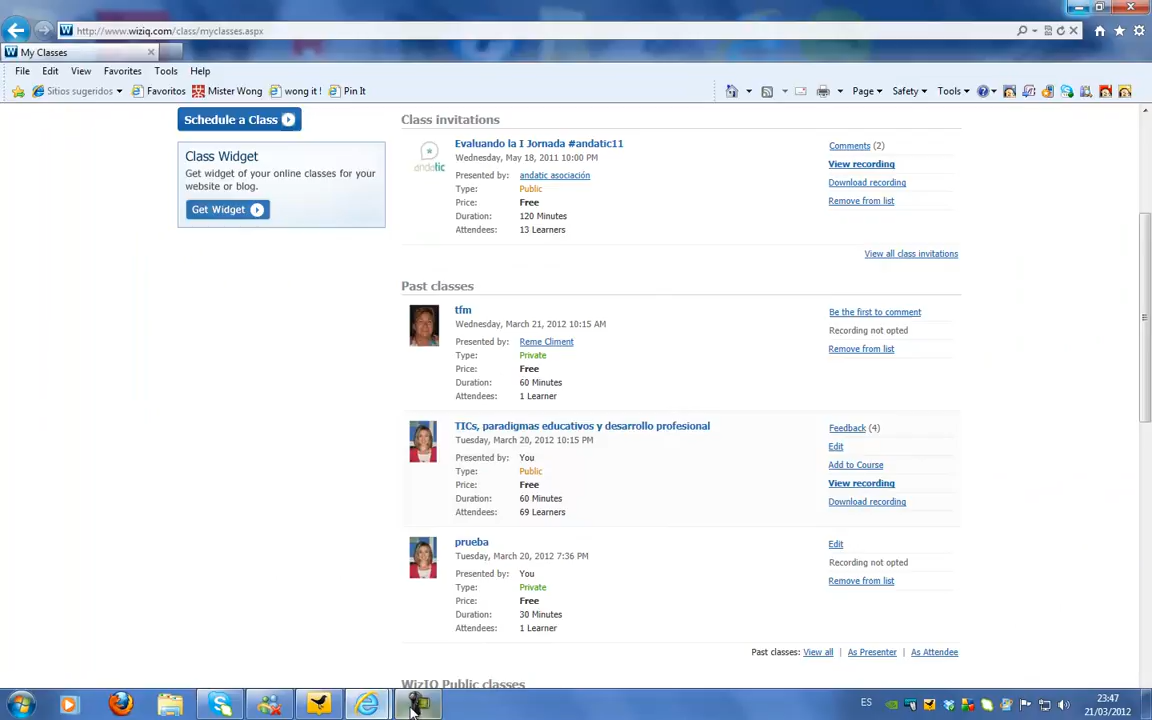 http://www.wiziq.com/class/myclasses.aspx
My Classes
File Edit View Favorites Tools Help
Sitios sugeridos Favoritos Mister Wong wong it ! Pin It
Page Safety Tools
Schedule a Class
Class Widget
Get widget of your online classes for your
website or blog.
Get Widget
Class invitations
andatic
Evaluando la I Jornada #andatic11
Wednesday, May 18, 2011 10:00 PM
Presented by: andatic asociación
Type: Public
Price: Free
Duration: 120 Minutes
Attendees: 13 Learners
Comments (2)
View recording
Download recording
Remove from list
View all class invitations
Past classes
tfm
Wednesday, March 21, 2012 10:15 AM
Presented by: Reme Climent
Type: Private
Price: Free
Duration: 60 Minutes
Attendees: 1 Learner
Be the first to comment
Recording not opted
Remove from list
TICs, paradigmas educativos y desarrollo profesional
Tuesday, March 20, 2012 10:15 PM
Presented by: You
Type: Public
Price: Free
Duration: 60 Minutes
Attendees: 69 Learners
Feedback (4)
Edit
Add to Course
View recording
Download recording
prueba
Tuesday, March 20, 2012 7:36 PM
Presented by: You
Type: Private
Price: Free
Duration: 30 Minutes
Attendees: 1 Learner
Edit
Recording not opted
Remove from list
Past classes: View all | As Presenter | As Attendee
WizIQ Public classes
ES
23:47
21/03/2012